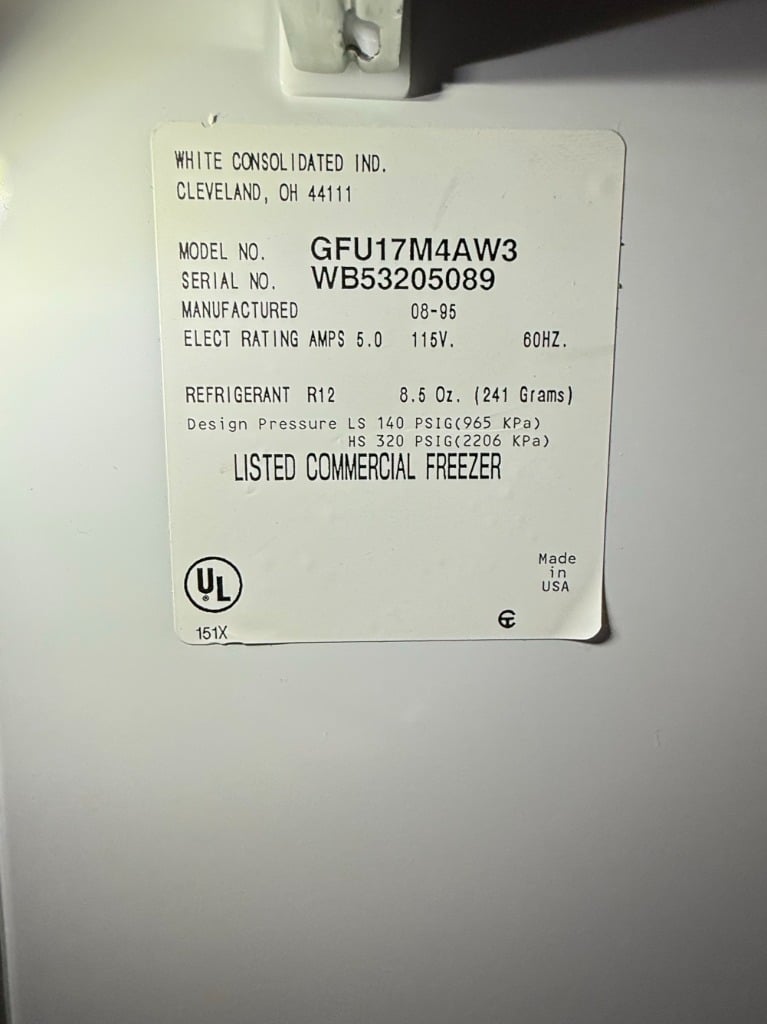 WHITE CONSOLIDATED IND.
CLEVELAND, OH 44111
MODEL NO. GFU17M4AW3
SERIAL NO. WB53205089
MANUFACTURED 08-95
ELECT RATING AMPS 5.0 115V. 60HZ.
REFRIGERANT R12 8.5 Oz. (241 Grams)
Design Pressure LS 140 PSIG(965 KPa)
HS 320 PSIG(2206 KPa)
LISTED COMMERCIAL FREEZER
UL®
151X
Made
in
USA